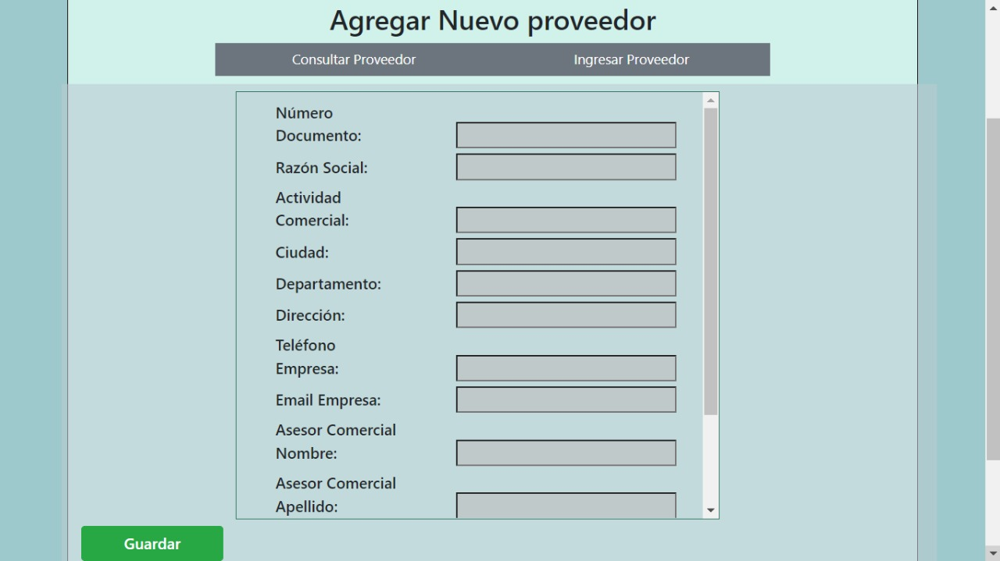 Agregar Nuevo proveedor
Consultar Proveedor Ingresar Proveedor
Número
Documento:
Razón Social:
Actividad
Comercial:
Ciudad:
Departamento:
Dirección:
Teléfono
Empresa:
Email Empresa:
Asesor Comercial
Nombre:
Asesor Comercial
Apellido:
Guardar